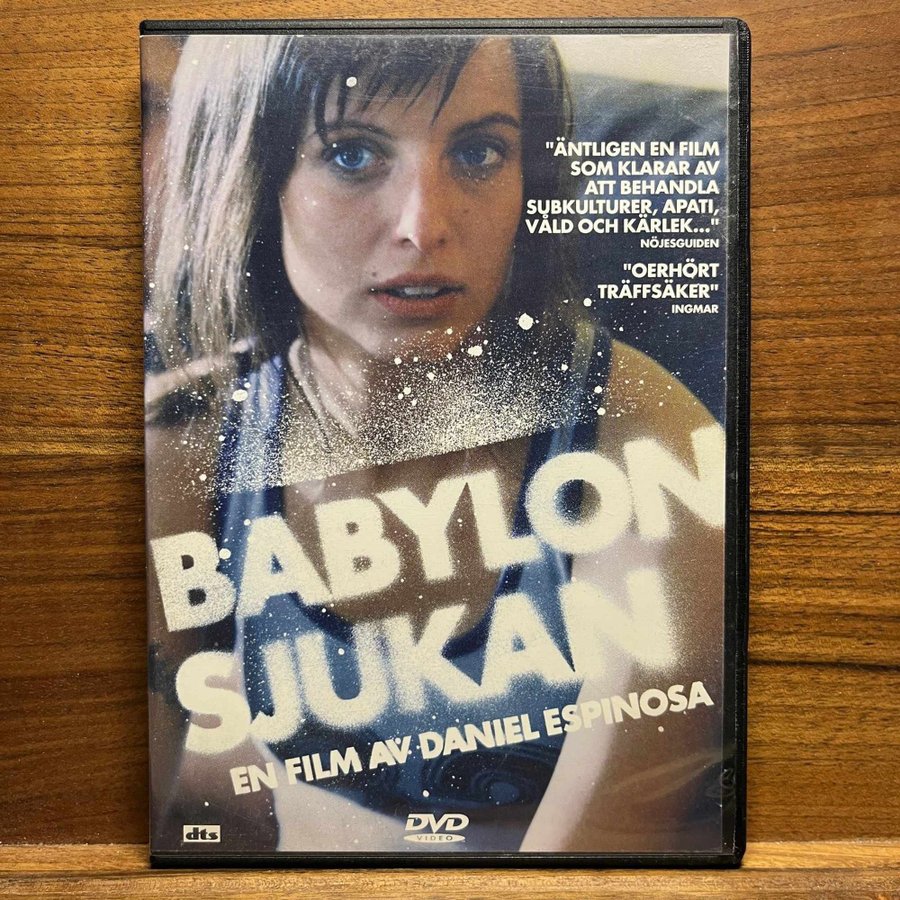 "ÄNTLIGEN EN FILM
SOM KLARAR AV
ATT BEHANDLA
SUBKULTURER, APATI,
VÅLD OCH KÄRLEK..."
NÖJESGUIDEN
"OERHÖRT
TRÄFFSÄKER"
INGMAR
BABYLON
SJUKAN
EN FILM AV DANIEL ESPINOSA
dts
DVD
VIDEO